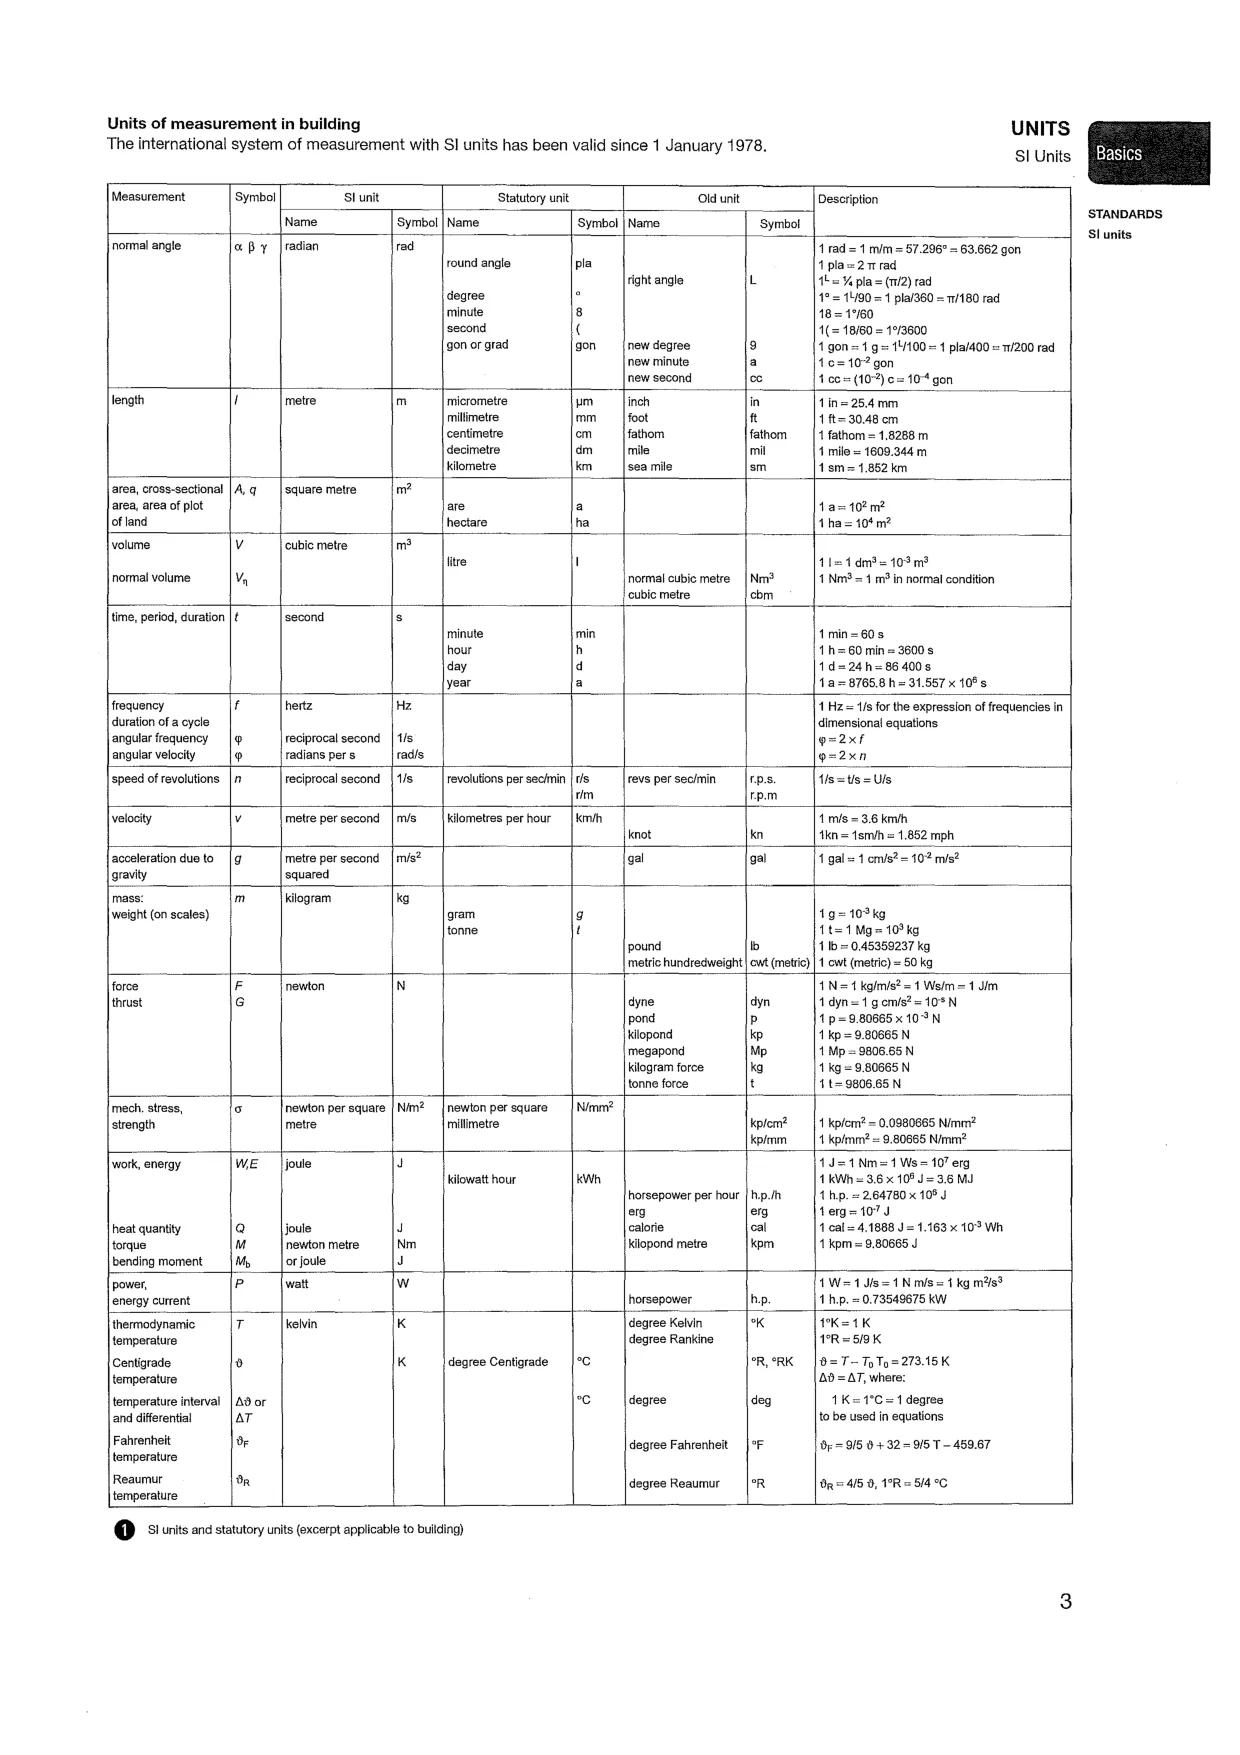 Units of measurement in building
The international system of measurement with SI units has been valid since 1 January 1978.
UNITS
SI Units
Basics
STANDARDS
SI units
Measurement Symbol SI unit Statutory unit Old unit Description
Name Symbol Name Symbol Name Symbol
normal angle α β γ radian rad 1 rad = 1 m/m = 57.296° = 63.662 gon
round angle pla 1 pla = 2 π rad
right angle L 1ᴸ = ¼ pla = (π/2) rad
degree ° 1° = 1ᴸ/90 = 1 pla/360 = π/180 rad
minute 8 18 = 1°/60
second ( 1( = 18/60 = 1°/3600
gon or grad gon new degree 9 1 gon = 1 g = 1ᴸ/100 = 1 pla/400 = π/200 rad
new minute a 1 c = 10⁻² gon
new second cc 1 cc = (10⁻²) c = 10⁻⁴ gon
length l metre m micrometre µm inch in 1 in = 25.4 mm
millimetre mm foot ft 1 ft = 30.48 cm
centimetre cm fathom fathom 1 fathom = 1.8288 m
decimetre dm mile mil 1 mile = 1609.344 m
kilometre km sea mile sm 1 sm = 1.852 km
area, cross-sectional A, q square metre m²
area, area of plot are a 1 a = 10² m²
of land hectare ha 1 ha = 10⁴ m²
volume V cubic metre m³
litre l 1 l = 1 dm³ = 10⁻³ m³
normal volume Vη normal cubic metre Nm³ 1 Nm³ = 1 m³ in normal condition
cubic metre cbm
time, period, duration t second s
minute min 1 min = 60 s
hour h 1 h = 60 min = 3600 s
day d 1 d = 24 h = 86 400 s
year a 1 a = 8765.8 h = 31.557 x 10⁶ s
frequency f hertz Hz 1 Hz = 1/s for the expression of frequencies in
duration of a cycle dimensional equations
angular frequency φ reciprocal second 1/s φ = 2 x f
angular velocity φ radians per s rad/s φ = 2 x n
speed of revolutions n reciprocal second 1/s revolutions per sec/min r/s revs per sec/min r.p.s. 1/s = t/s = U/s
r/m r.p.m
velocity v metre per second m/s kilometres per hour km/h 1 m/s = 3.6 km/h
knot kn 1kn = 1sm/h = 1.852 mph
acceleration due to g metre per second m/s² gal gal 1 gal = 1 cm/s² = 10⁻² m/s²
gravity squared
mass: m kilogram kg
weight (on scales) gram g 1 g = 10⁻³ kg
tonne t 1 t = 1 Mg = 10³ kg
pound lb 1 lb = 0.45359237 kg
metric hundredweight cwt (metric) 1 cwt (metric) = 50 kg
force F newton N 1 N = 1 kg/m/s² = 1 Ws/m = 1 J/m
thrust G dyne dyn 1 dyn = 1 g cm/s² = 10⁻ˢ N
pond p 1 p = 9.80665 x 10⁻³ N
kilopond kp 1 kp = 9.80665 N
megapond Mp 1 Mp = 9806.65 N
kilogram force kg 1 kg = 9.80665 N
tonne force t 1 t = 9806.65 N
mech. stress, σ newton per square N/m² newton per square N/mm²
strength metre millimetre kp/cm² 1 kp/cm² = 0.0980665 N/mm²
kp/mm 1 kp/mm² = 9.80665 N/mm²
work, energy W,E joule J 1 J = 1 Nm = 1 Ws = 10⁷ erg
kilowatt hour kWh 1 kWh = 3.6 x 10⁶ J = 3.6 MJ
horsepower per hour h.p./h 1 h.p. = 2.64780 x 10⁶ J
erg erg 1 erg = 10⁻⁷ J
heat quantity Q joule J calorie cal 1 cal = 4.1888 J = 1.163 x 10⁻³ Wh
torque M newton metre Nm kilopond metre kpm 1 kpm = 9.80665 J
bending moment Mb or joule J
power, P watt W 1 W = 1 J/s = 1 N m/s = 1 kg m²/s³
energy current horsepower h.p. 1 h.p. = 0.73549675 kW
thermodynamic T kelvin K degree Kelvin °K 1°K = 1 K
temperature degree Rankine 1°R = 5/9 K
Centigrade ϑ K degree Centigrade °C °R, °RK ϑ = T – T₀ T₀ = 273.15 K
temperature Δϑ = ΔT, where:
temperature interval Δϑ or °C degree deg 1 K = 1°C = 1 degree
and differential ΔT to be used in equations
Fahrenheit ϑF degree Fahrenheit °F ϑF = 9/5 ϑ + 32 = 9/5 T – 459.67
temperature
Reaumur ϑR degree Reaumur °R ϑR = 4/5 ϑ, 1°R = 5/4 °C
temperature
1 SI units and statutory units (excerpt applicable to building)
3